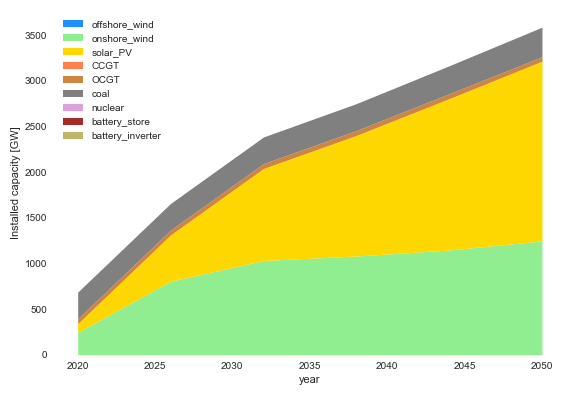 offshore_wind
onshore_wind
solar_PV
CCGT
OCGT
coal
nuclear
battery_store
battery_inverter
Installed capacity [GW]
3500
3000
2500
2000
1500
1000
500
0
2020 2025 2030 2035 2040 2045 2050
year